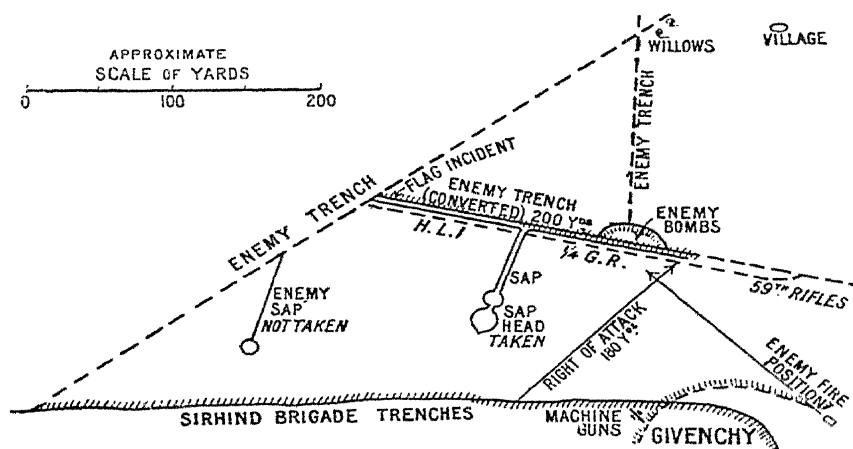 APPROXIMATE
SCALE OF YARDS
0 100 200
WILLOWS
VILLAGE
ENEMY TRENCH
FLAG INCIDENT
ENEMY TRENCH
(CONVERTED) 200 YDS
ENEMY TRENCH
ENEMY
BOMBS
H.L.I
1/4 G.R.
59TH RIFLES
ENEMY
SAP
NOT TAKEN
SAP
SAP
HEAD
TAKEN
RIGHT OF ATTACK
180 YDS
ENEMY FIRE
POSITION
SIRHIND BRIGADE TRENCHES
MACHINE
GUNS
GIVENCHY